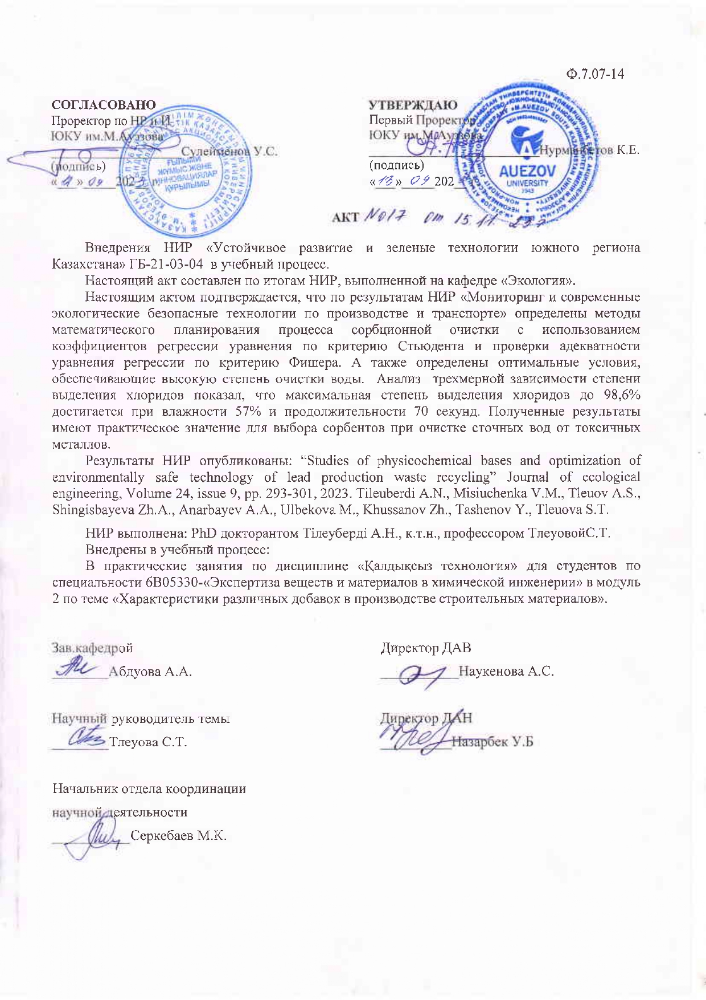 Ф.7.07-14
СОГЛАСОВАНО
Проректор по НР и И
ЮКУ им.М.Ауэзова
Сулейменов У.С.
(подпись)
УТВЕРЖДАЮ
Первый Проректор
ЮКУ им.М.Ауэзова
Нурманбетов К.Е.
(подпись)
«13» 09 202
AUEZOV
UNIVERSITY
1943
ҒЫЛЫМИ
ЖҰМЫС ЖӘНЕ
ИННОВАЦИЯЛАР
ҚҰРЫЛЫМЫ
АКТ №017 от 15.11.
Внедрения НИР «Устойчивое развитие и зеленые технологии южного региона
Казахстана» ГБ-21-03-04 в учебный процесс.
Настоящий акт составлен по итогам НИР, выполненной на кафедре «Экология».
Настоящим актом подтверждается, что по результатам НИР «Мониторинг и современные
экологические безопасные технологии по производстве и транспорте» определены методы
математического планирования процесса сорбционной очистки с использованием
коэффициентов регрессии уравнения по критерию Стьюдента и проверки адекватности
уравнения регрессии по критерию Фишера. А также определены оптимальные условия,
обеспечивающие высокую степень очистки воды. Анализ трехмерной зависимости степени
выделения хлоридов показал, что максимальная степень выделения хлоридов до 98,6%
достигается при влажности 57% и продолжительности 70 секунд. Полученные результаты
имеют практическое значение для выбора сорбентов при очистке сточных вод от токсичных
металлов.
Результаты НИР опубликованы: “Studies of physicochemical bases and optimization of
environmentally safe technology of lead production waste recycling” Journal of ecological
engineering, Volume 24, issue 9, pp. 293-301, 2023. Tileuberdi A.N., Misiuchenka V.M., Tleuov A.S.,
Shingisbayeva Zh.A., Anarbayev A.A., Ulbekova M., Khussanov Zh., Tashenov Y., Tleuova S.T.
НИР выполнена: PhD докторантом Тілеуберді А.Н., к.т.н., профессором ТлеуовойС.Т.
Внедрены в учебный процесс:
В практические занятия по дисциплине «Қалдықсыз технология» для студентов по
специальности 6В05330-«Экспертиза веществ и материалов в химической инженерии» в модуль
2 по теме «Характеристики различных добавок в производстве строительных материалов».
Зав.кафедрой
Абдуова А.А.
Директор ДАВ
Наукенова А.С.
Научный руководитель темы
Тлеуова С.Т.
Директор ДАН
Назарбек У.Б
Начальник отдела координации
научной деятельности
Серкебаев М.К.